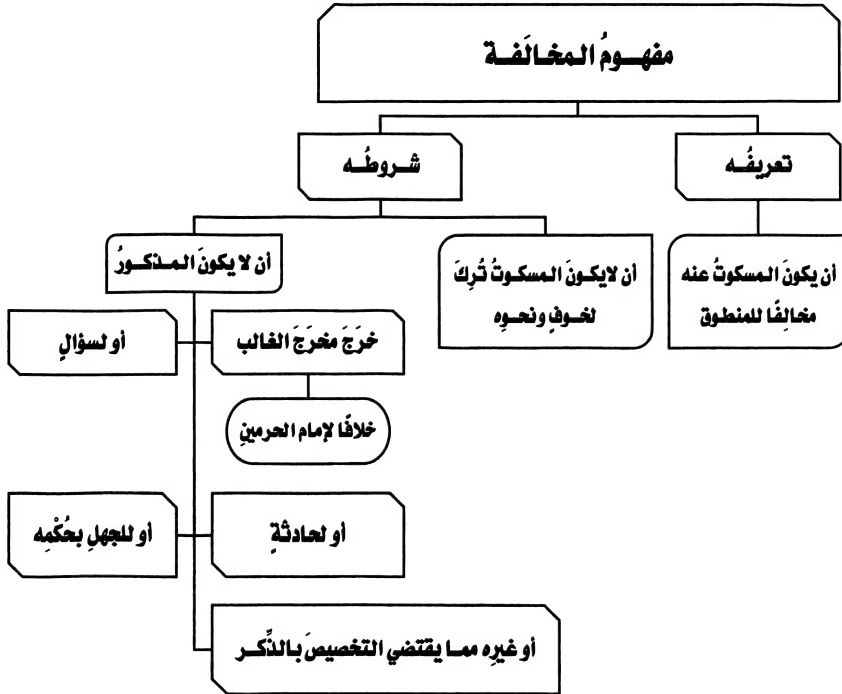 مفهومُ المخالَفة
تعريفُه
شروطُه
أن يكونَ المسكوتُ عنه
مخالِفًا للمنطوق
أن لايكونَ المسكوتُ تُرِكَ
لخوفٍ ونحوِه
أن لا يكونَ المذكورُ
خرَجَ مخرَجَ الغالب
أو لسؤالٍ
خلافًا لإمام الحرمينِ
أو لحادثةٍ
أو للجهلِ بحُكْمِه
أو غيرِه مما يقتضي التخصيصَ بالذِّكر